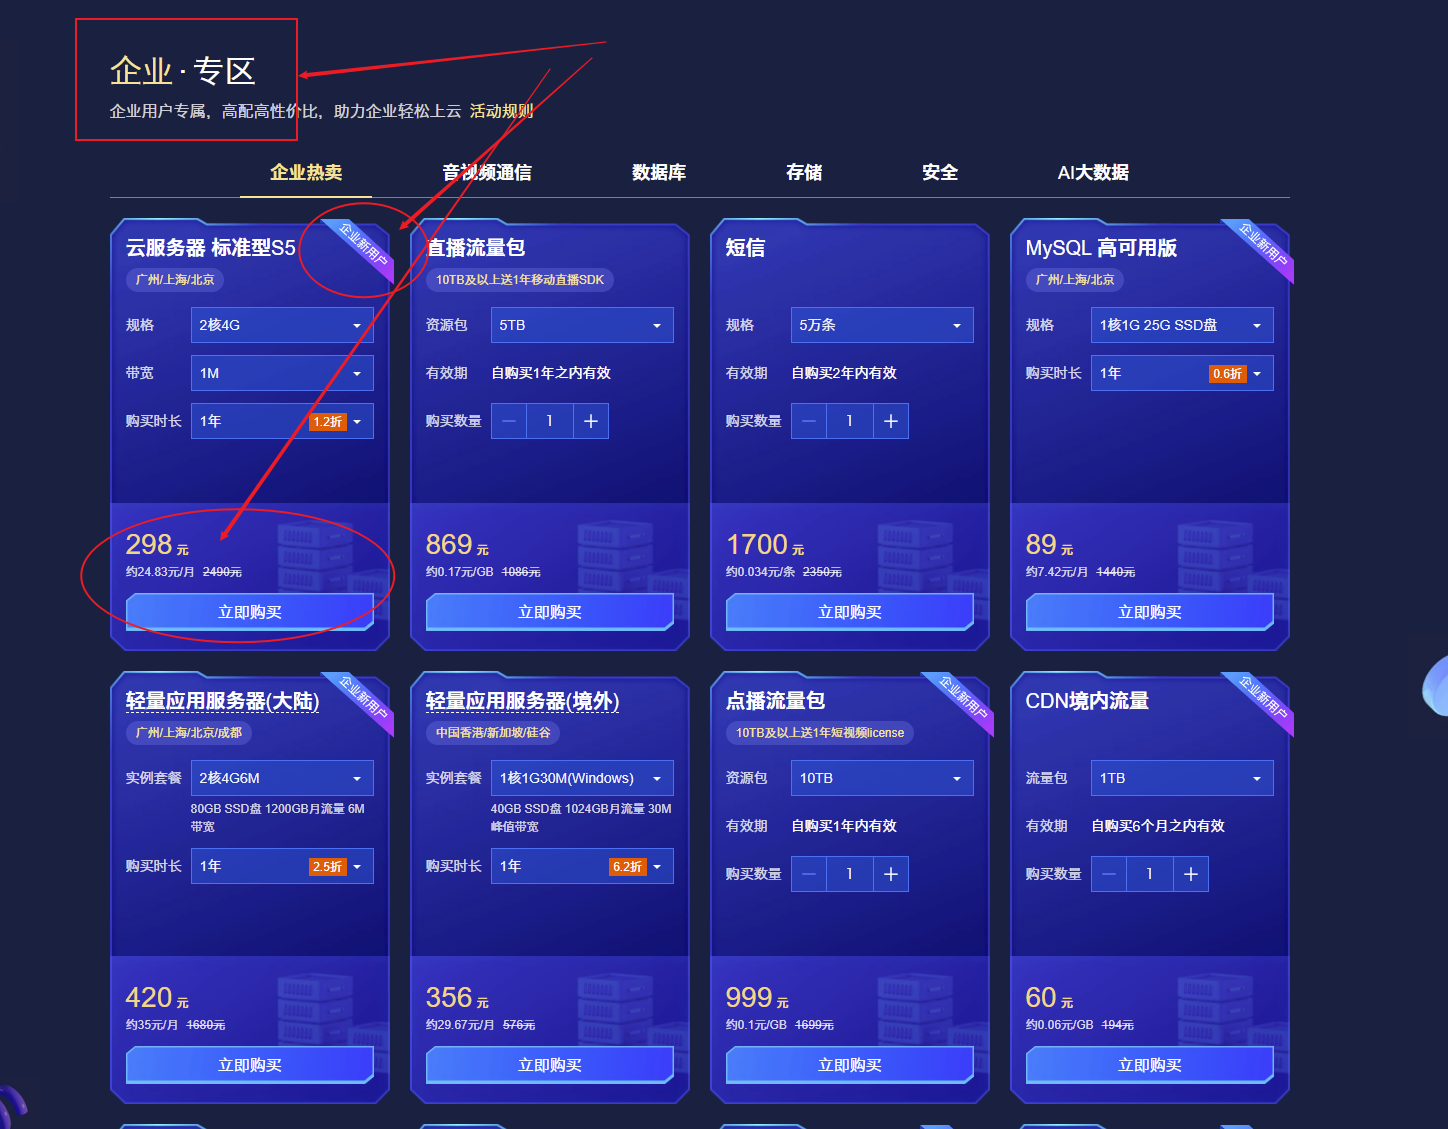 企业·专区
企业用户专属，高配高性价比，助力企业轻松上云 活动规则
企业热卖 音视频通信 数据库 存储 安全 AI大数据
云服务器 标准型S5
企业新用户
广州/上海/北京
规格 2核4G
带宽 1M
购买时长 1年 1.2折
298 元
约24.83元/月 2490元
立即购买
直播流量包
10TB及以上送1年移动直播SDK
资源包 5TB
有效期 自购买1年之内有效
购买数量 1
869 元
约0.17元/GB 1086元
立即购买
短信
规格 5万条
有效期 自购买2年内有效
购买数量 1
1700 元
约0.034元/条 2350元
立即购买
MySQL 高可用版
企业新用户
广州/上海/北京
规格 1核1G 25G SSD盘
购买时长 1年 0.6折
89 元
约7.42元/月 1440元
立即购买
轻量应用服务器(大陆)
企业新用户
广州/上海/北京/成都
实例套餐 2核4G6M
80GB SSD盘 1200GB月流量 6M
带宽
购买时长 1年 2.5折
420 元
约35元/月 1680元
立即购买
轻量应用服务器(境外)
中国香港/新加坡/硅谷
实例套餐 1核1G30M(Windows)
40GB SSD盘 1024GB月流量 30M
峰值带宽
购买时长 1年 6.2折
356 元
约29.67元/月 576元
立即购买
点播流量包
企业新用户
10TB及以上送1年短视频license
资源包 10TB
有效期 自购买1年内有效
购买数量 1
999 元
约0.1元/GB 1699元
立即购买
CDN境内流量
企业新用户
流量包 1TB
有效期 自购买6个月之内有效
购买数量 1
60 元
约0.06元/GB 194元
立即购买